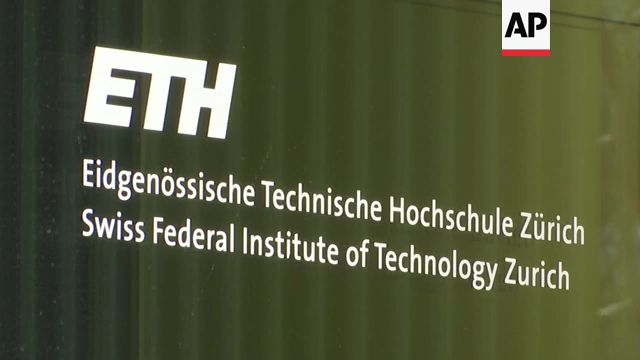 AP
ETH
Eidgenössische Technische Hochschule Zürich
Swiss Federal Institute of Technology Zurich